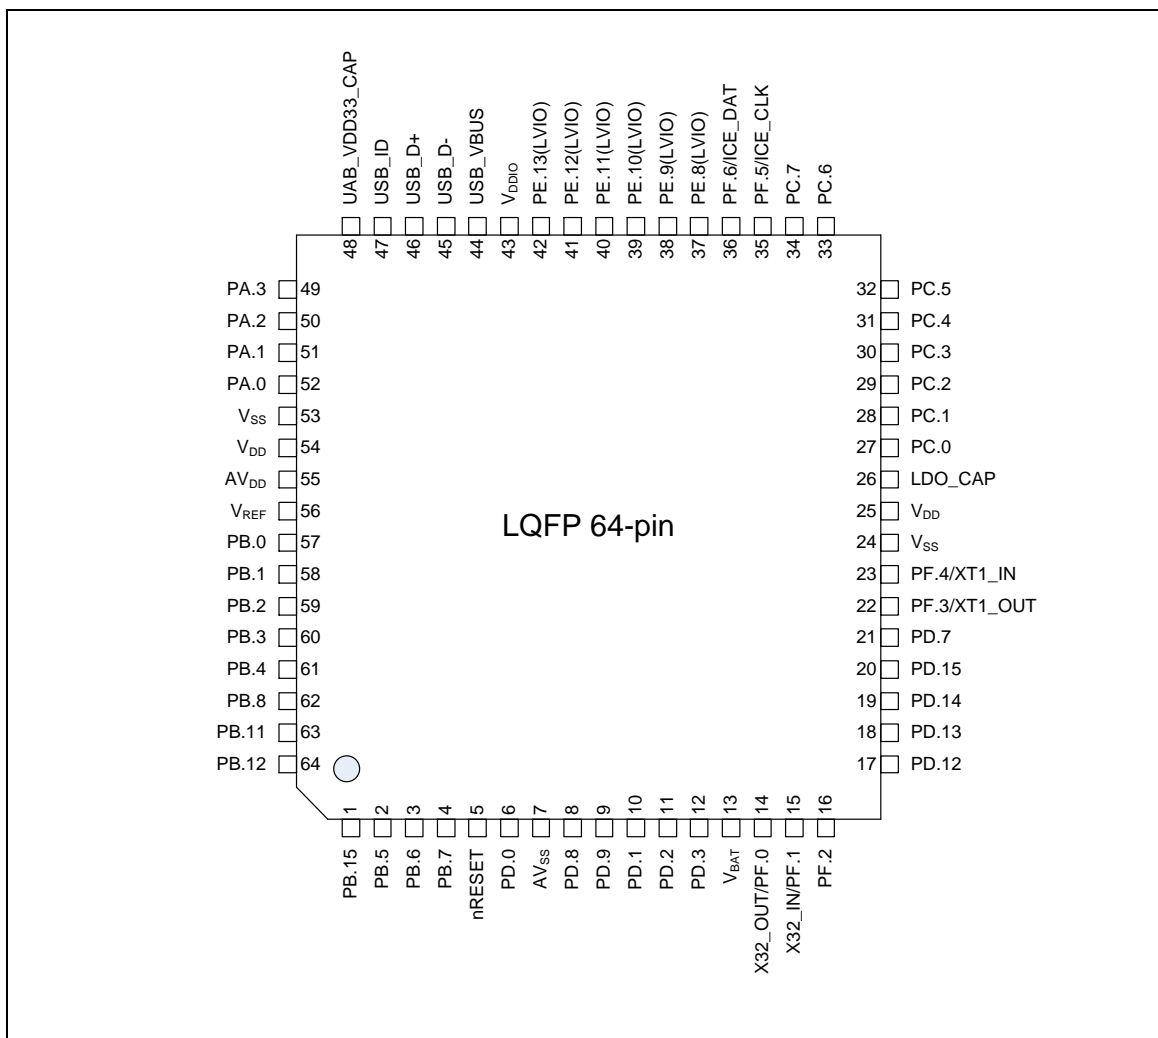 UAB_VDD33_CAP
USB_ID
USB_D+
USB_D-
USB_VBUS
VDDIO
PE.13(LVIO)
PE.12(LVIO)
PE.11(LVIO)
PE.10(LVIO)
PE.9(LVIO)
PE.8(LVIO)
PF.6/ICE_DAT
PF.5/ICE_CLK
PC.7
PC.6
48
47
46
45
44
43
42
41
40
39
38
37
36
35
34
33
PA.3 49
PA.2 50
PA.1 51
PA.0 52
VSS 53
VDD 54
AVDD 55
VREF 56
PB.0 57
PB.1 58
PB.2 59
PB.3 60
PB.4 61
PB.8 62
PB.11 63
PB.12 64
LQFP 64-pin
32 PC.5
31 PC.4
30 PC.3
29 PC.2
28 PC.1
27 PC.0
26 LDO_CAP
25 VDD
24 VSS
23 PF.4/XT1_IN
22 PF.3/XT1_OUT
21 PD.7
20 PD.15
19 PD.14
18 PD.13
17 PD.12
1
2
3
4
5
6
7
8
9
10
11
12
13
14
15
16
PB.15
PB.5
PB.6
PB.7
nRESET
PD.0
AVSS
PD.8
PD.9
PD.1
PD.2
PD.3
VBAT
X32_OUT/PF.0
X32_IN/PF.1
PF.2